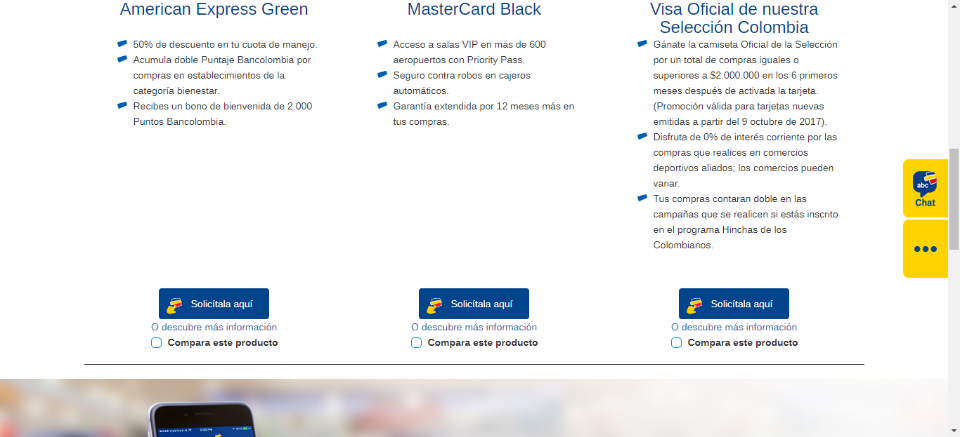 American Express Green
50% de descuento en tu cuota de manejo.
Acumula doble Puntaje Bancolombia por
compras en establecimientos de la
categoría bienestar.
Recibes un bono de bienvenida de 2.000
Puntos Bancolombia.
Solicítala aquí
O descubre más información
Compara este producto
MasterCard Black
Acceso a salas VIP en más de 600
aeropuertos con Priority Pass.
Seguro contra robos en cajeros
automáticos.
Garantía extendida por 12 meses más en
tus compras.
Solicítala aquí
O descubre más información
Compara este producto
Visa Oficial de nuestra
Selección Colombia
Gánate la camiseta Oficial de la Selección
por un total de compras iguales o
superiores a $2.000.000 en los 6 primeros
meses después de activada la tarjeta.
(Promoción válida para tarjetas nuevas
emitidas a partir del 9 octubre de 2017).
Disfruta de 0% de interés corriente por las
compras que realices en comercios
deportivos aliados; los comercios pueden
variar.
Tus compras contaran doble en las
campañas que se realicen si estás inscrito
en el programa Hinchas de los
Colombianos.
Solicítala aquí
O descubre más información
Compara este producto
abc
Chat